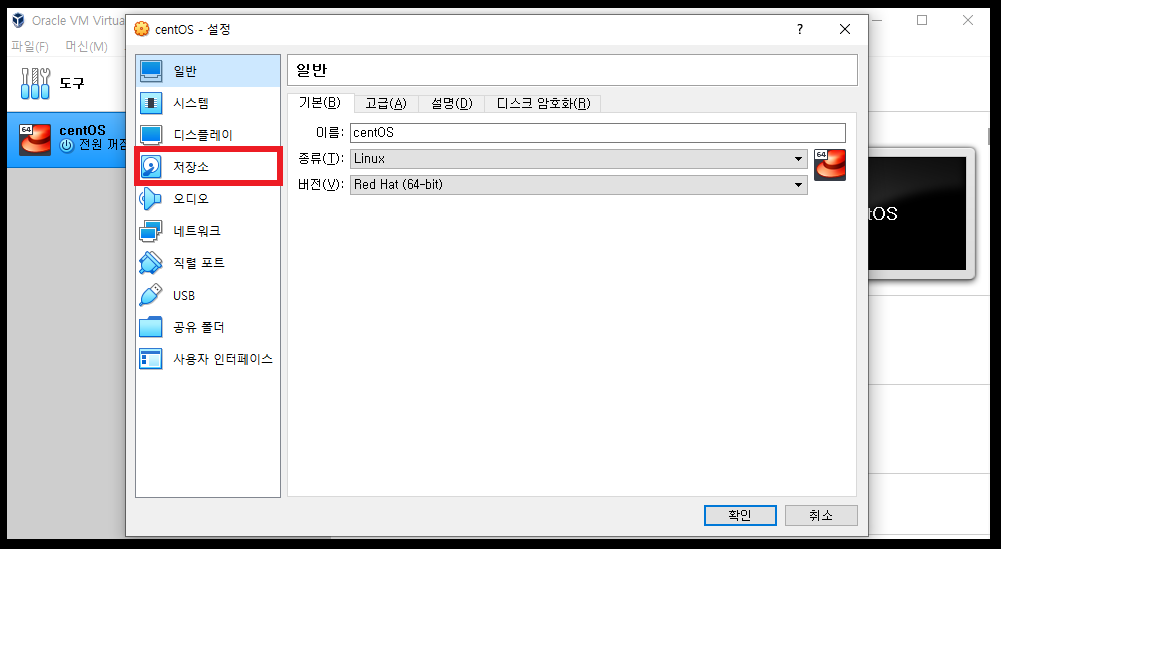 Oracle VM Virtua
파일(F) 머신(M)
도구
64
centOS
전원 꺼짐
centOS - 설정
?
일반
시스템
디스플레이
저장소
오디오
네트워크
직렬 포트
USB
공유 폴더
사용자 인터페이스
일반
기본(B) 고급(A) 설명(D) 디스크 암호화(R)
이름: centOS
종류(T): Linux
64
버전(V): Red Hat (64-bit)
tOS
확인 취소